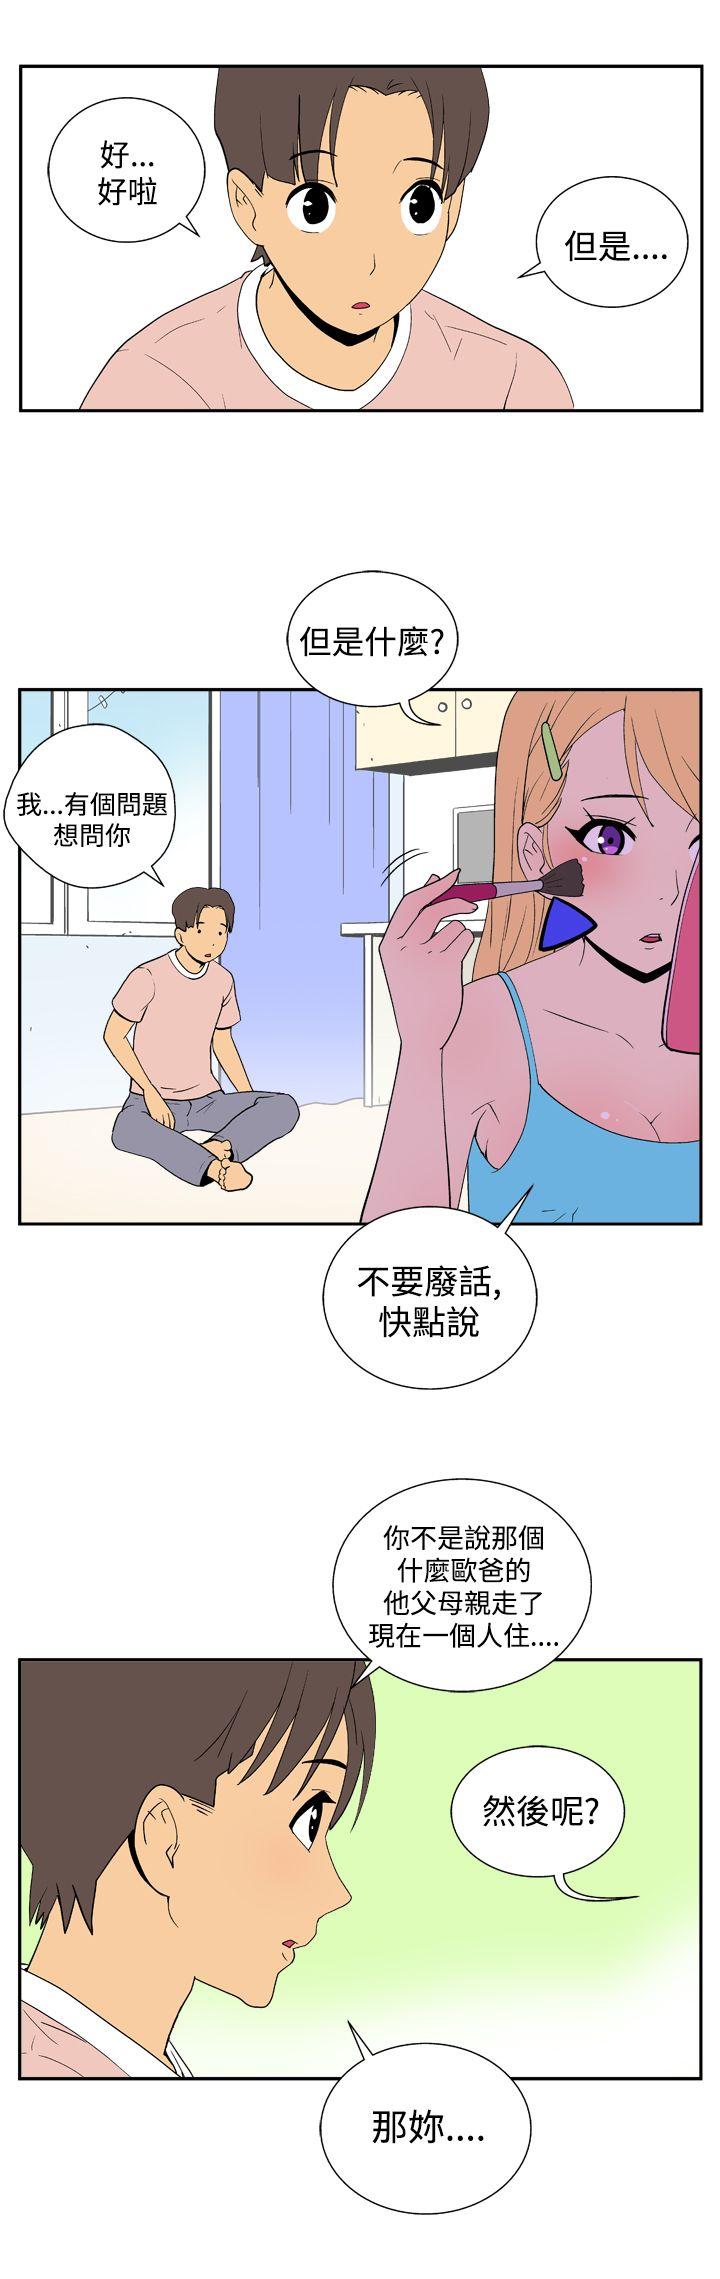 好...
好啦
但是....
但是什麼?
我...有個問題
想問你
不要廢話,
快點說
你不是說那個
什麼歐爸的
他父母親走了
現在一個人住....
然後呢?
那妳....